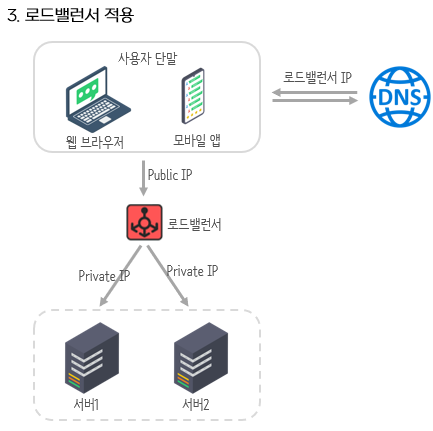 3. 로드밸런서 적용
사용자 단말
로드밸런서 IP
DNS
웹 브라우저
모바일 앱
Public IP
로드밸런서
Private IP
Private IP
서버1
서버2